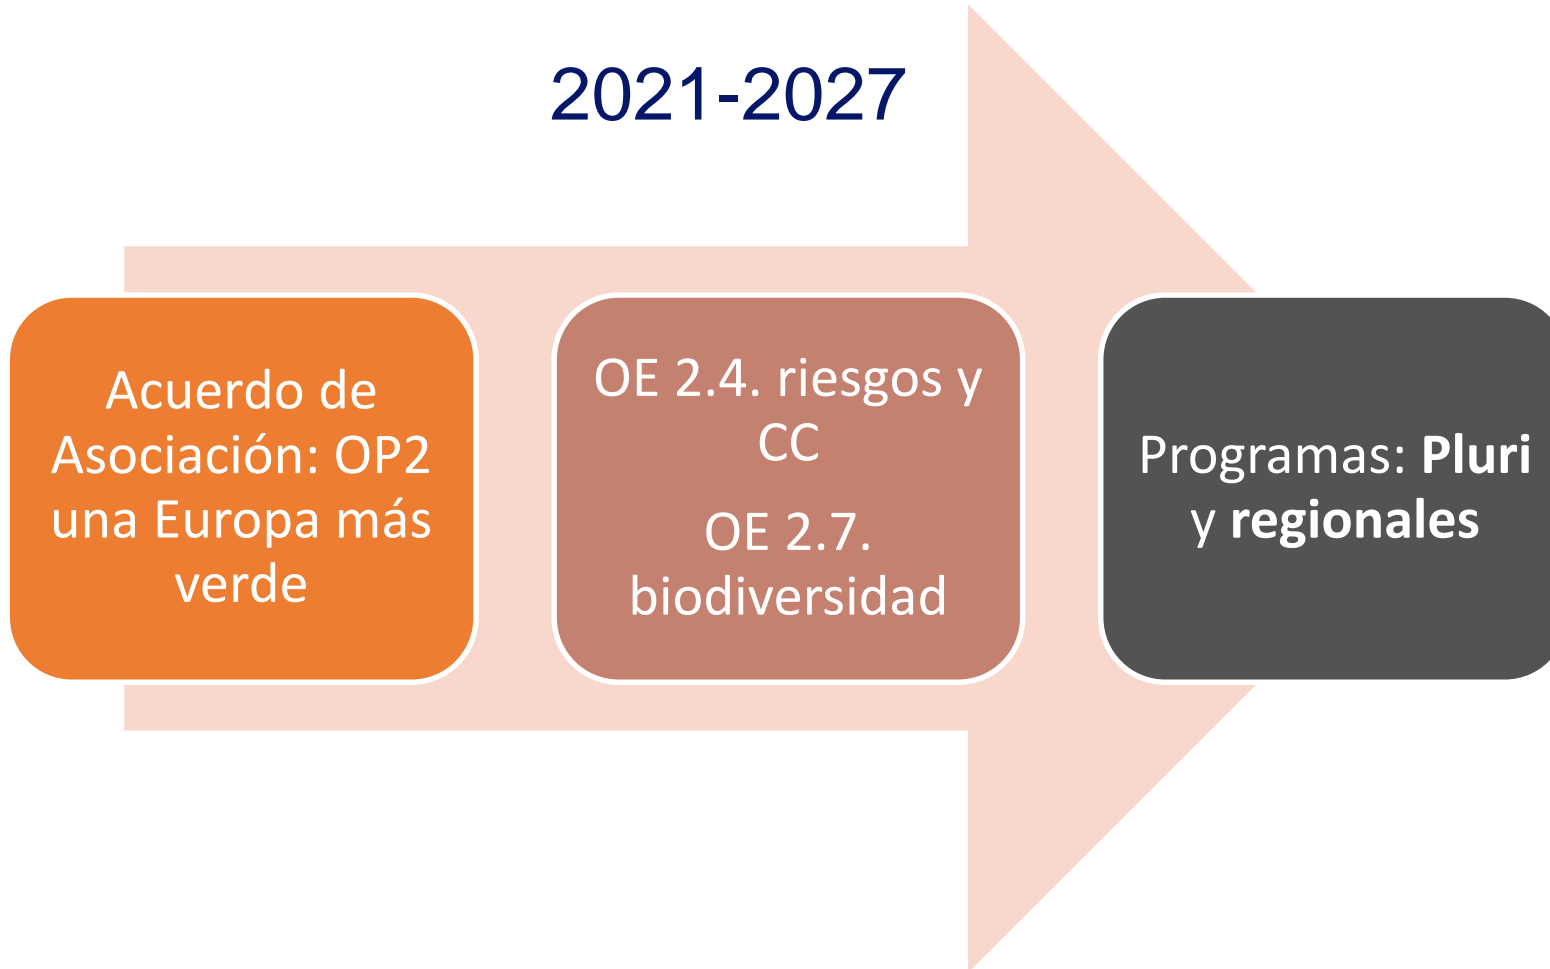 2021-2027
Acuerdo de
Asociación: OP2
una Europa más
verde
OE 2.4. riesgos y
CC
OE 2.7.
biodiversidad
Programas: Pluri
y regionales